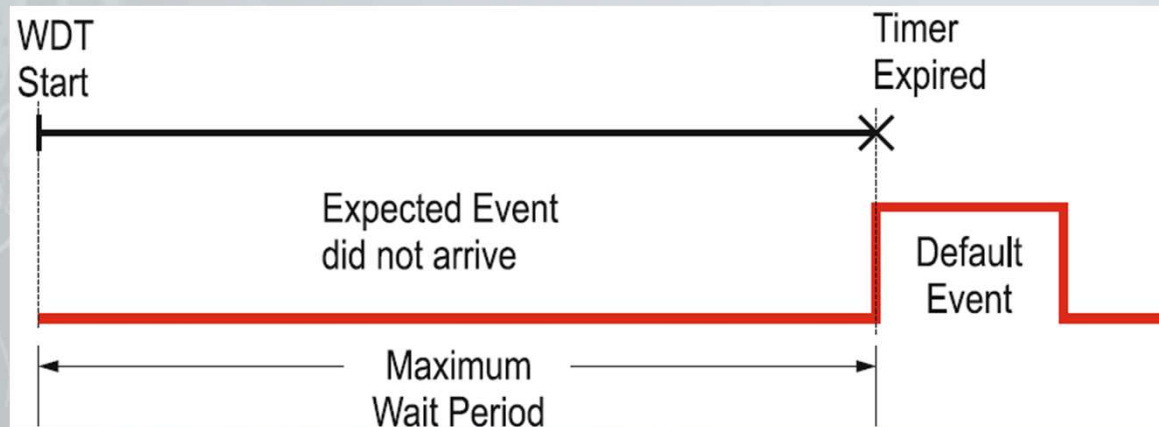 WDT
Start
Timer
Expired
Expected Event
did not arrive
Default
Event
Maximum
Wait Period